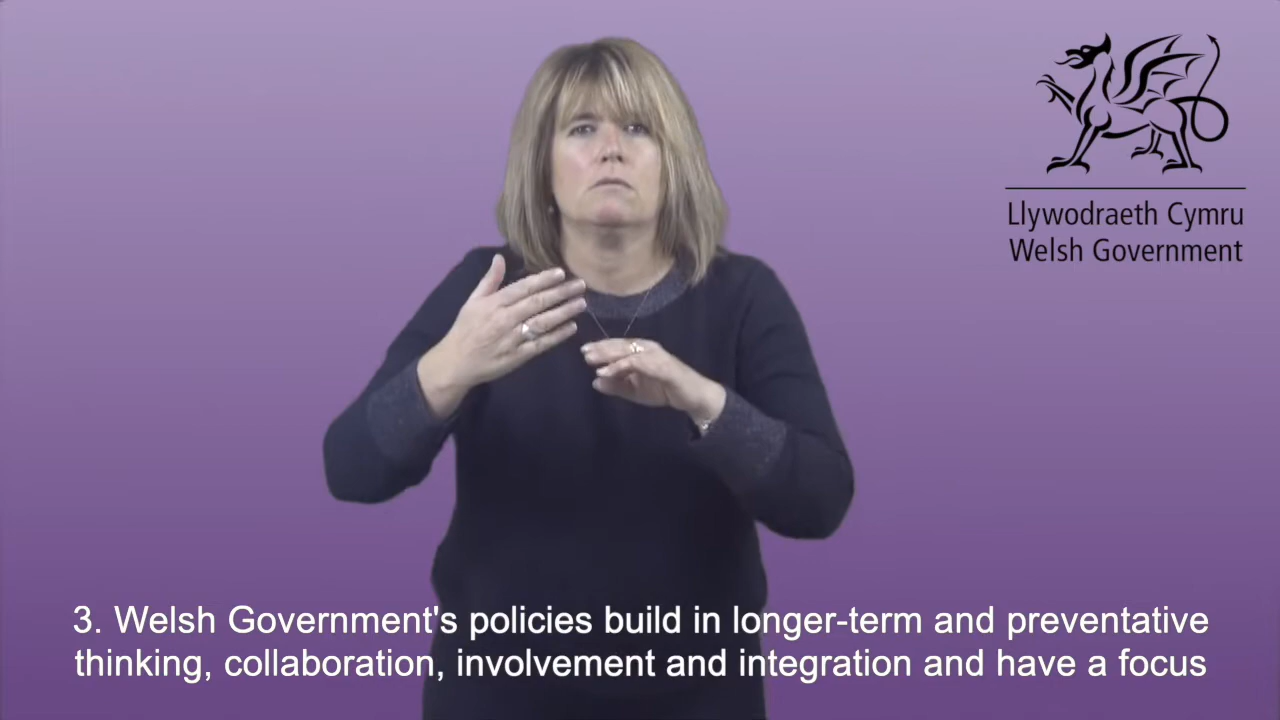 Llywodraeth Cymru
Welsh Government
3. Welsh Government's policies build in longer-term and preventative
thinking, collaboration, involvement and integration and have a focus